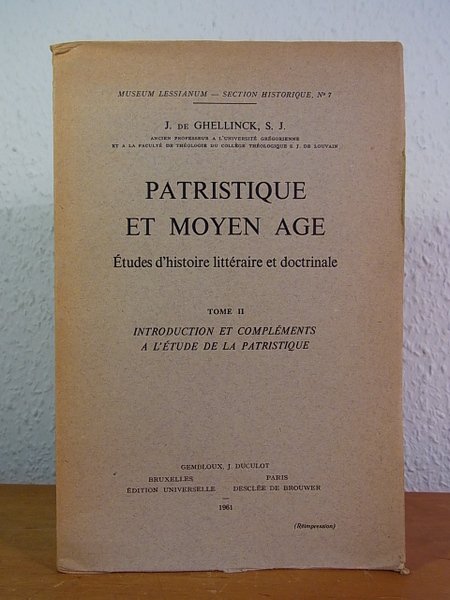 MUSEUM LESSIANUM — SECTION HISTORIQUE, Nº 7
J. DE GHELLINCK, S. J.
ANCIEN PROFESSEUR A L'UNIVERSITÉ GRÉGORIENNE
ET A LA FACULTÉ DE THÉOLOGIE DU COLLÈGE THÉOLOGIQUE S. J. DE LOUVAIN
PATRISTIQUE
ET MOYEN AGE
Études d'histoire littéraire et doctrinale
TOME II
INTRODUCTION ET COMPLÉMENTS
A L'ÉTUDE DE LA PATRISTIQUE
GEMBLOUX, J. DUCULOT
BRUXELLES PARIS
ÉDITION UNIVERSELLE DESCLÉE DE BROUWER
—
1961
(Réimpression)